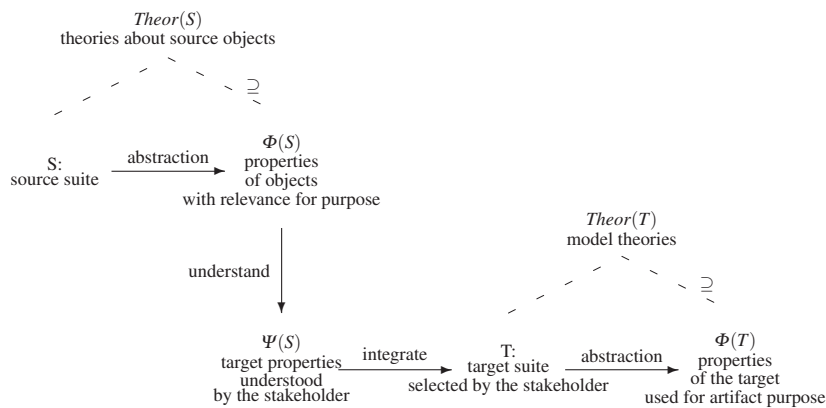 Theor(S)
theories about source objects
⊇
S:
source suite
abstraction
Φ(S)
properties
of objects
with relevance for purpose
understand
Theor(T)
model theories
⊇
Ψ(S)
target properties
understood
by the stakeholder
integrate
T:
target suite
selected by the stakeholder
abstraction
Φ(T)
properties
of the target
used for artifact purpose